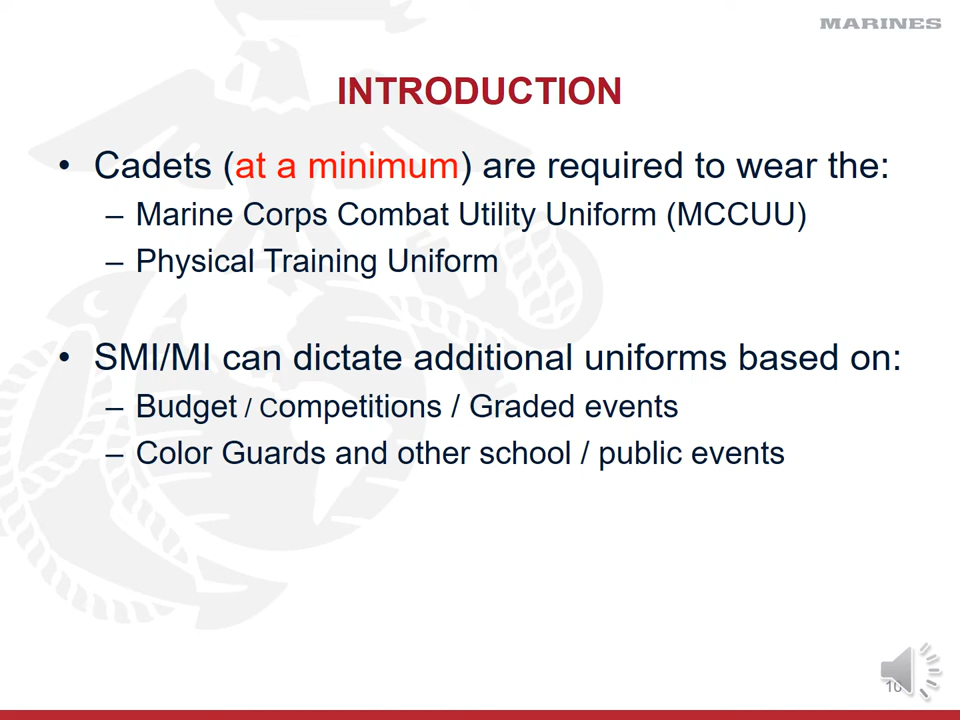 MARINES
INTRODUCTION
• Cadets (at a minimum) are required to wear the:
– Marine Corps Combat Utility Uniform (MCCUU)
– Physical Training Uniform
• SMI/MI can dictate additional uniforms based on:
– Budget / Competitions / Graded events
– Color Guards and other school / public events